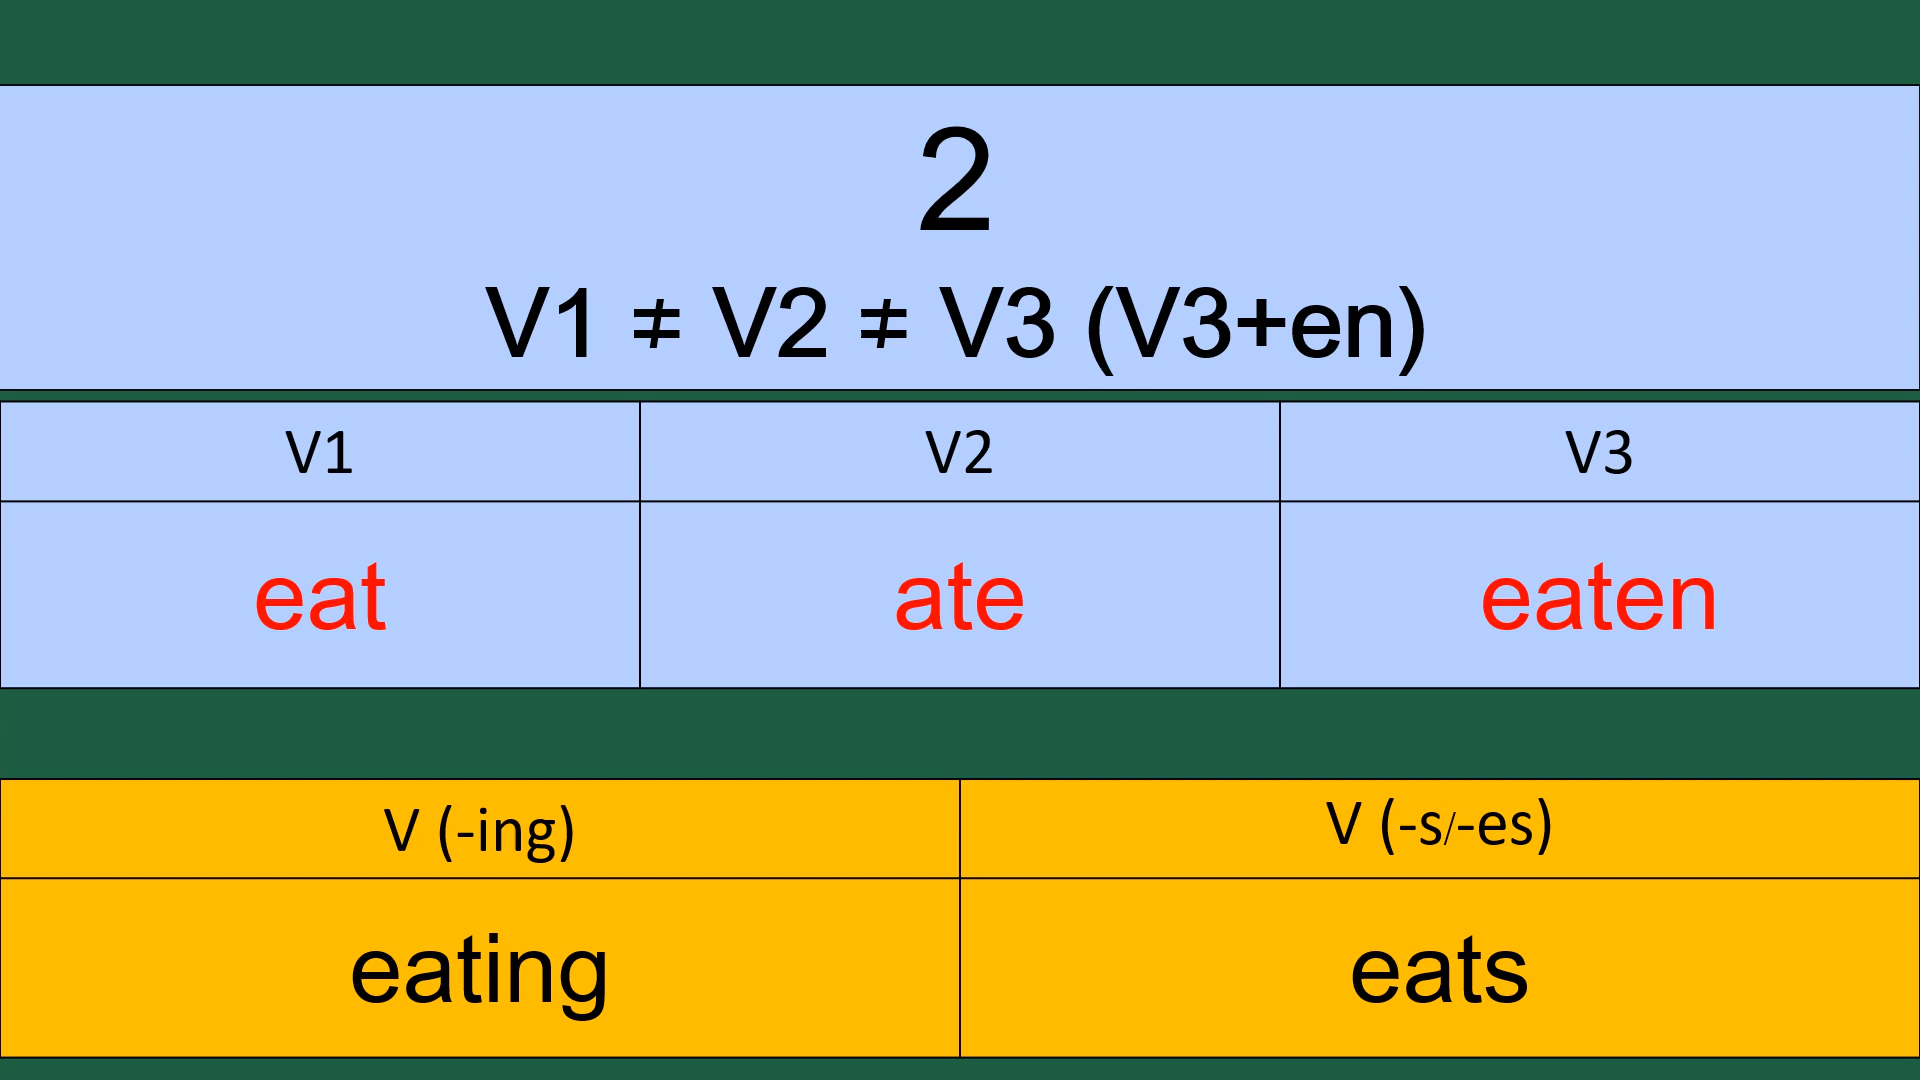 2
V1 ≠ V2 ≠ V3 (V3+en)
V1 V2 V3
eat ate eaten
V (-ing) V (-s/-es)
eating eats